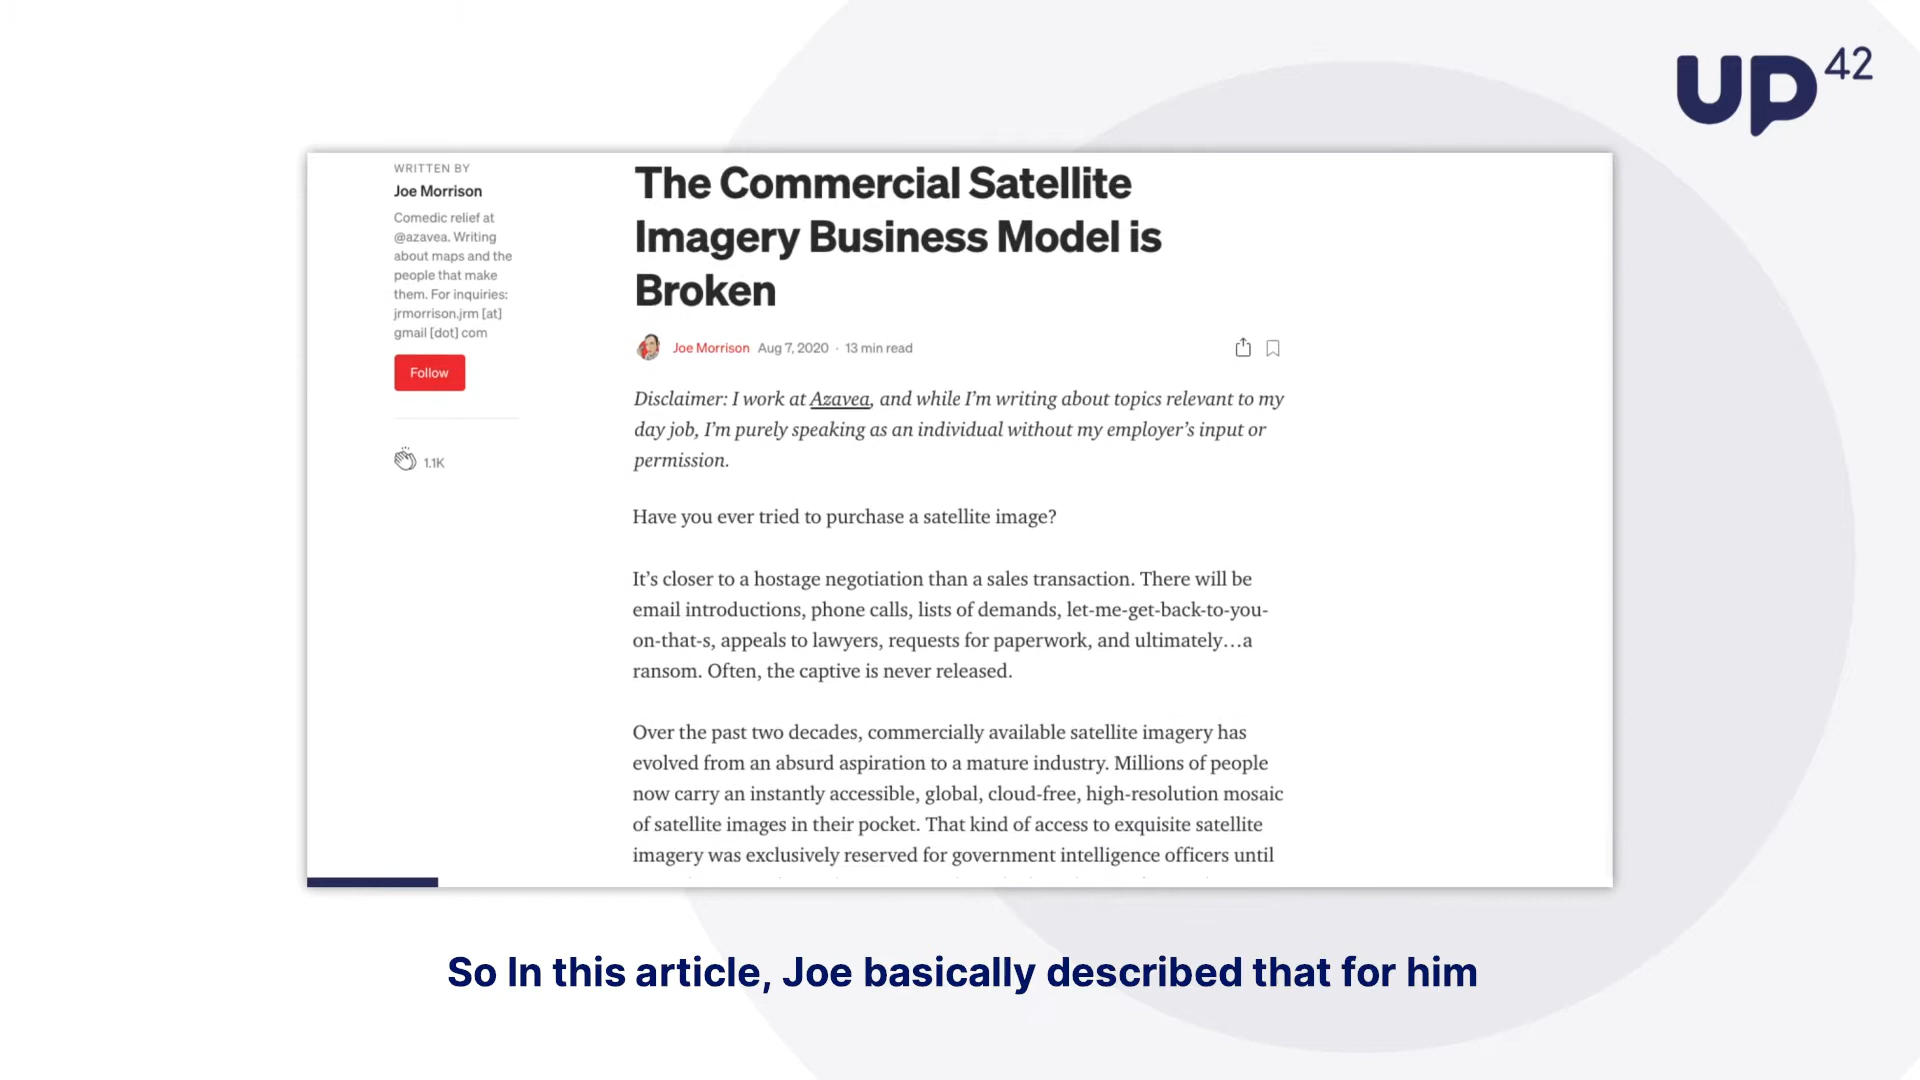 UP42
WRITTEN BY
Joe Morrison
Comedic relief at
@azavea. Writing
about maps and the
people that make
them. For inquiries:
jrmorrison.jrm [at]
gmail [dot] com
Follow
1.1K
The Commercial Satellite
Imagery Business Model is
Broken
Joe Morrison Aug 7, 2020 · 13 min read
Disclaimer: I work at Azavea, and while I’m writing about topics relevant to my
day job, I’m purely speaking as an individual without my employer’s input or
permission.
Have you ever tried to purchase a satellite image?
It’s closer to a hostage negotiation than a sales transaction. There will be
email introductions, phone calls, lists of demands, let-me-get-back-to-you-
on-that-s, appeals to lawyers, requests for paperwork, and ultimately…a
ransom. Often, the captive is never released.
Over the past two decades, commercially available satellite imagery has
evolved from an absurd aspiration to a mature industry. Millions of people
now carry an instantly accessible, global, cloud-free, high-resolution mosaic
of satellite images in their pocket. That kind of access to exquisite satellite
imagery was exclusively reserved for government intelligence officers until
So In this article, Joe basically described that for him